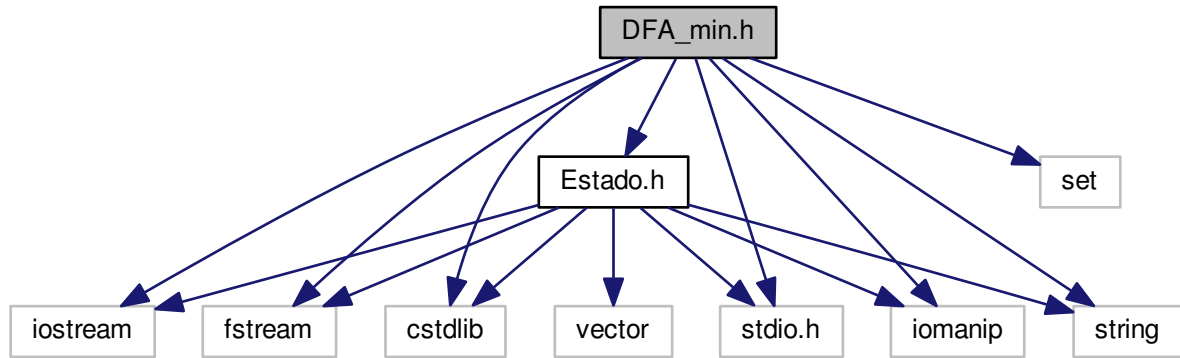 DFA_min.h
Estado.h
set
iostream
fstream
cstdlib
vector
stdio.h
iomanip
string